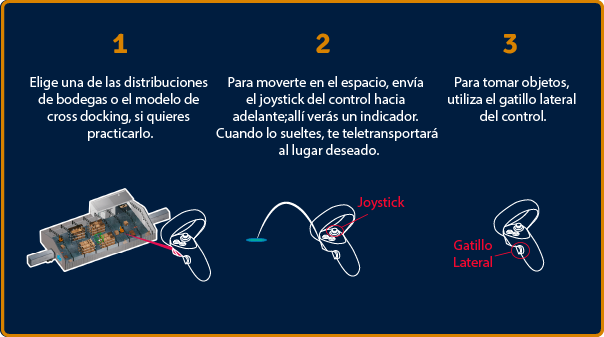 1
Elige una de las distribuciones
de bodegas o el modelo de
cross docking, si quieres
practicarlo.
2
Para moverte en el espacio, envía
el joystick del control hacia
adelante;allí verás un indicador.
Cuando lo sueltes, te teletransportará
al lugar deseado.
Joystick
3
Para tomar objetos,
utiliza el gatillo lateral
del control.
Gatillo
Lateral